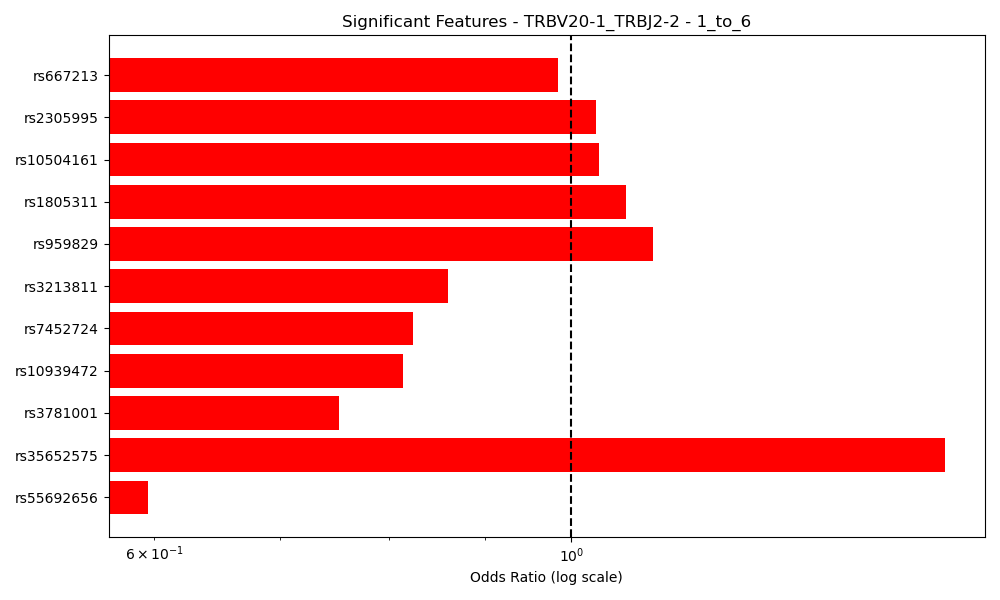 Significant Features - TRBV20-1_TRBJ2-2 - 1_to_6
rs667213
rs2305995
rs10504161
rs1805311
rs959829
rs3213811
rs7452724
rs10939472
rs3781001
rs35652575
rs55692656
6 × 10⁻¹ 10⁰
Odds Ratio (log scale)